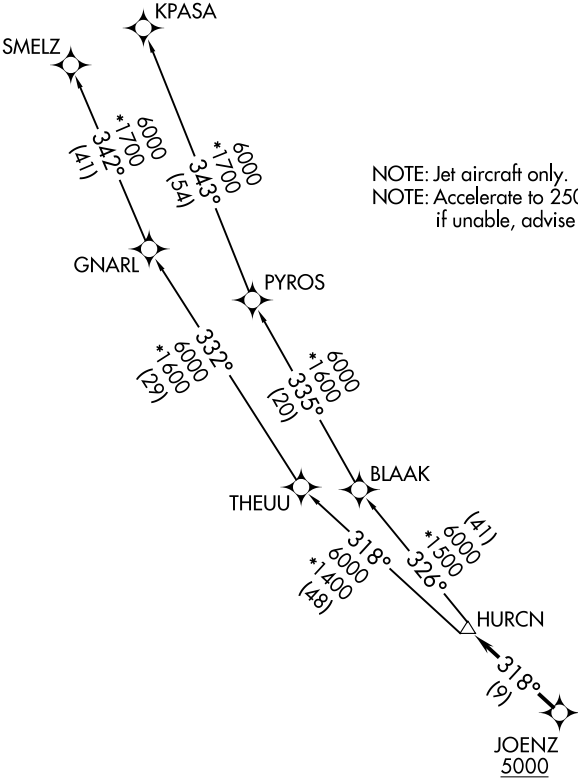 KPASA
SMELZ
6000
*1700
342°
(41)
6000
*1700
343°
(54)
NOTE: Jet aircraft only.
NOTE: Accelerate to 250
if unable, advise
GNARL
PYROS
332°
6000
*1600
(29)
6000
*1600
335°
(20)
BLAAK
THEUU
(41)
6000
*1500
326°
318°
6000
*1400
(48)
HURCN
318°
(9)
JOENZ
5000